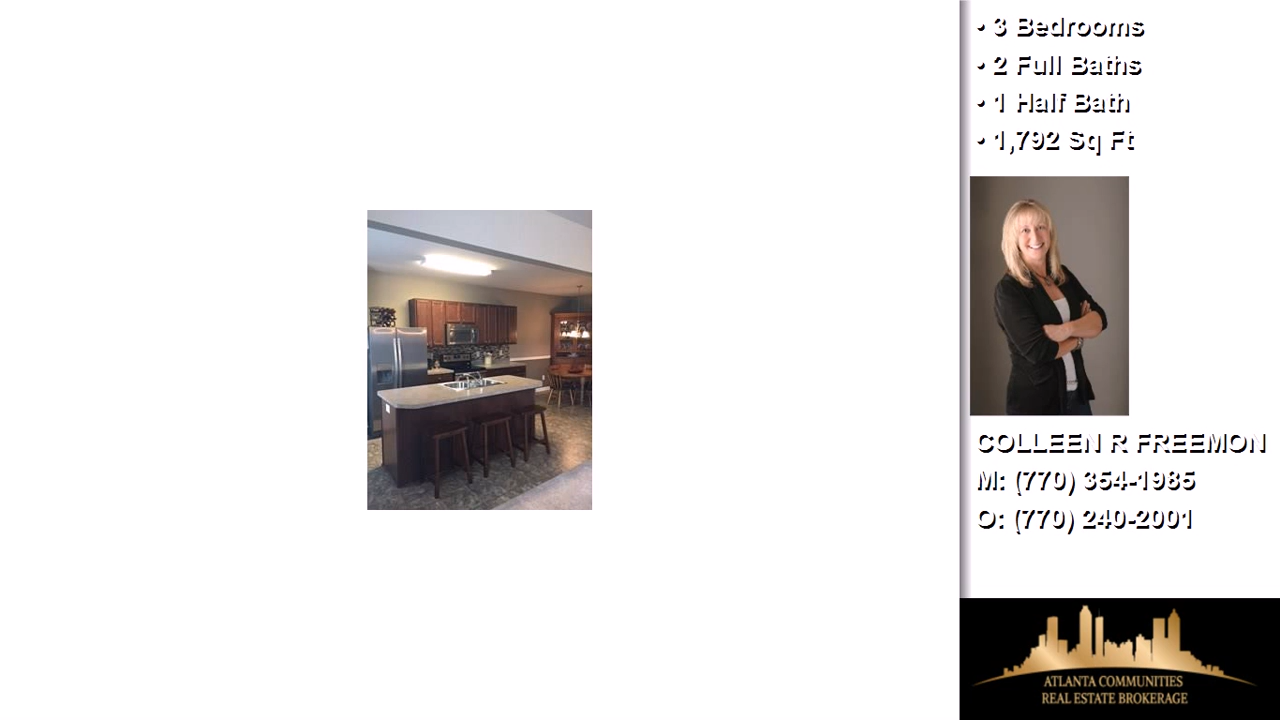 • 3 Bedrooms
• 2 Full Baths
• 1 Half Bath
• 1,792 Sq Ft
COLLEEN R FREEMON
M: (770) 354-1985
O: (770) 240-2001
ATLANTA COMMUNITIES
REAL ESTATE BROKERAGE